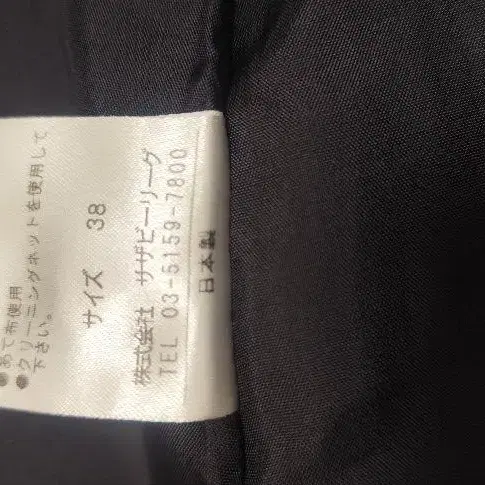 ●あて布使用
●クリーニングネットを使用して
下さい。
サイズ 38
株式会社 サザビーリーグ
TEL 03-5159-7800
日本製